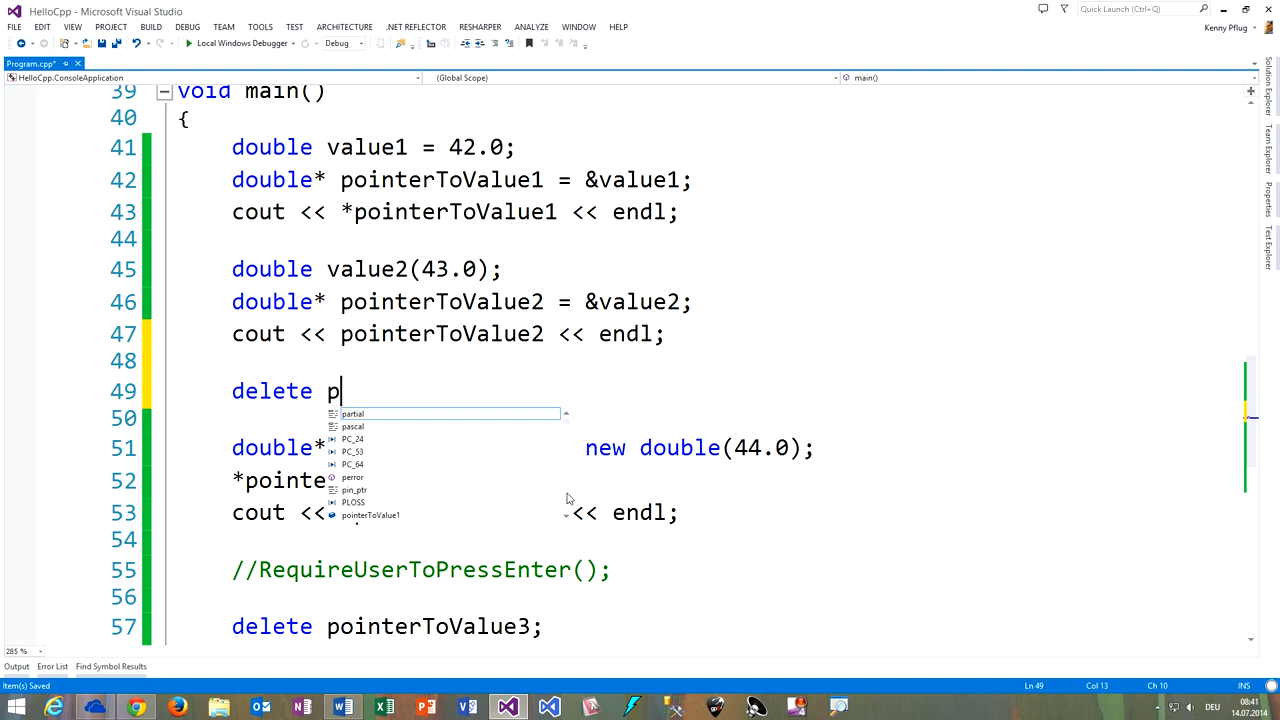 HelloCpp - Microsoft Visual Studio
Quick Launch (Ctrl+Q)
FILE EDIT VIEW PROJECT BUILD DEBUG TEAM TOOLS TEST ARCHITECTURE .NET REFLECTOR RESHARPER ANALYZE WINDOW HELP
Kenny Pflug
Local Windows Debugger Debug
Program.cpp*
HelloCpp.ConsoleApplication (Global Scope) main()
39 void main()
40 {
41 double value1 = 42.0;
42 double* pointerToValue1 = &value1;
43 cout << *pointerToValue1 << endl;
44
45 double value2(43.0);
46 double* pointerToValue2 = &value2;
47 cout << pointerToValue2 << endl;
48
49 delete p
partial
pascal
PC_24
PC_53
PC_64
perror
pin_ptr
PLOSS
pointerToValue1
50
51 double* new double(44.0);
52 *pointe
53 cout << << endl;
54
55 //RequireUserToPressEnter();
56
57 delete pointerToValue3;
Solution Explorer
Team Explorer
Properties
Test Explorer
285 %
Output Error List Find Symbol Results
Item(s) Saved Ln 49 Col 13 Ch 10 INS
DEU 08:41
14.07.2014